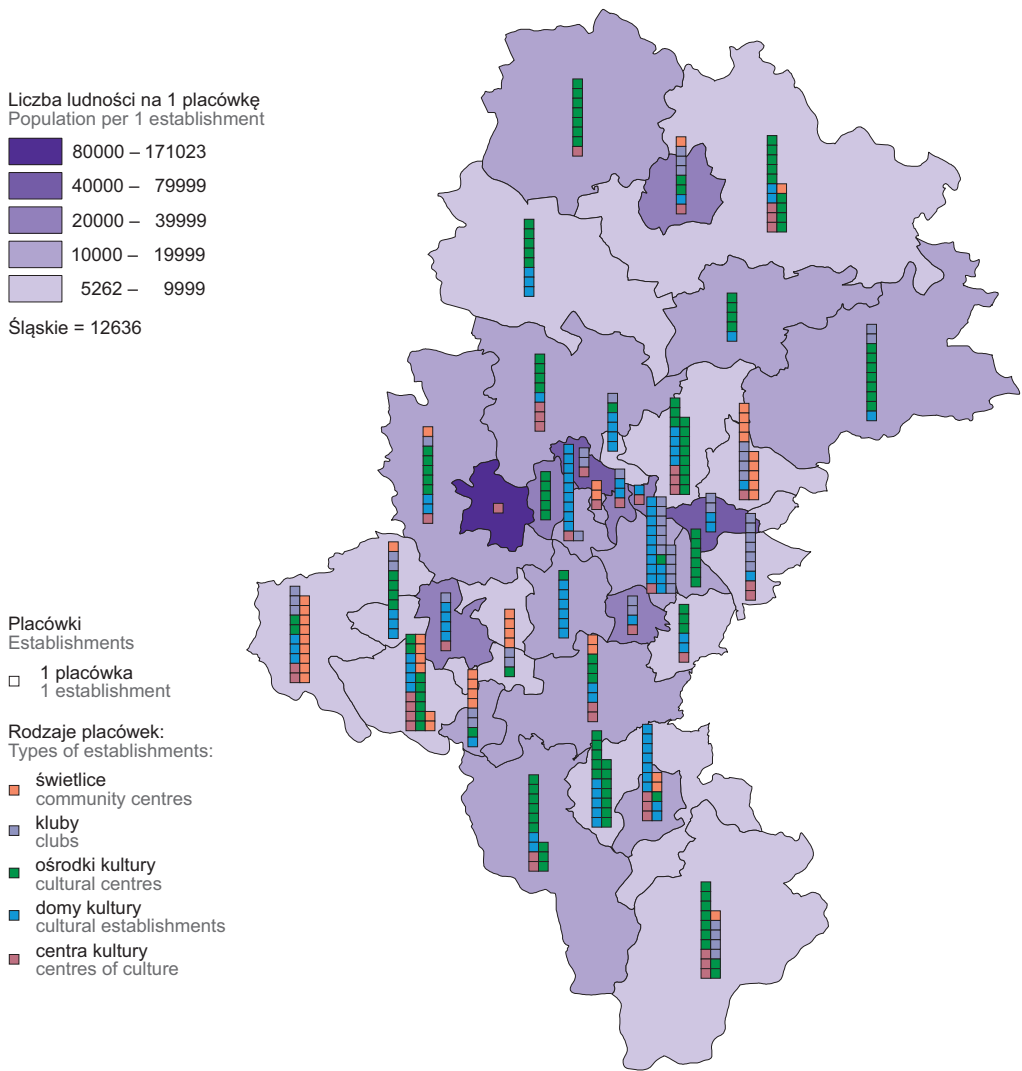 Liczba ludności na 1 placówkę
Population per 1 establishment
80000 – 171023
40000 – 79999
20000 – 39999
10000 – 19999
5262 – 9999
Śląskie = 12636
Placówki
Establishments
1 placówka
1 establishment
Rodzaje placówek:
Types of establishments:
świetlice
community centres
kluby
clubs
ośrodki kultury
cultural centres
domy kultury
cultural establishments
centra kultury
centres of culture